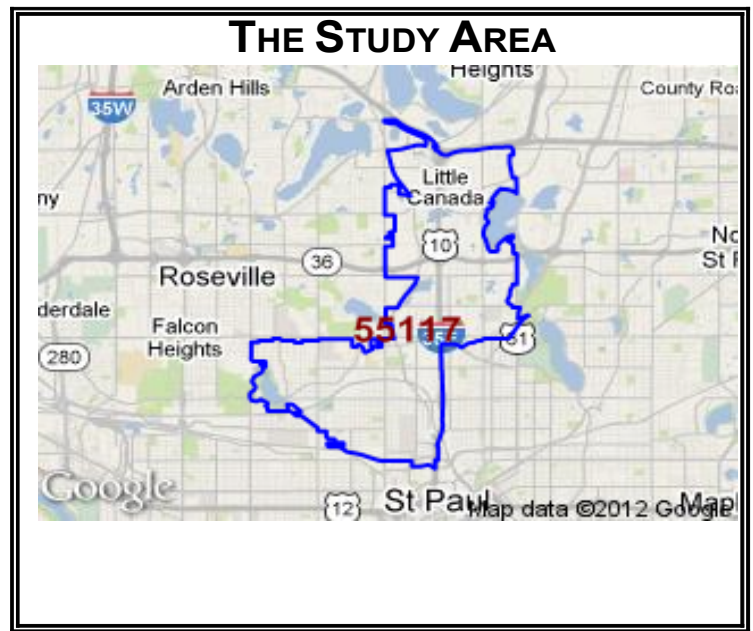 THE STUDY AREA
Heights
Arden Hills
County Ro
35W
Little
Canada
ny
10
No
St P
36
Roseville
derdale
Falcon
Heights
55117
280
61
Google
12
St Paul
Map data ©2012 Google
Mapl